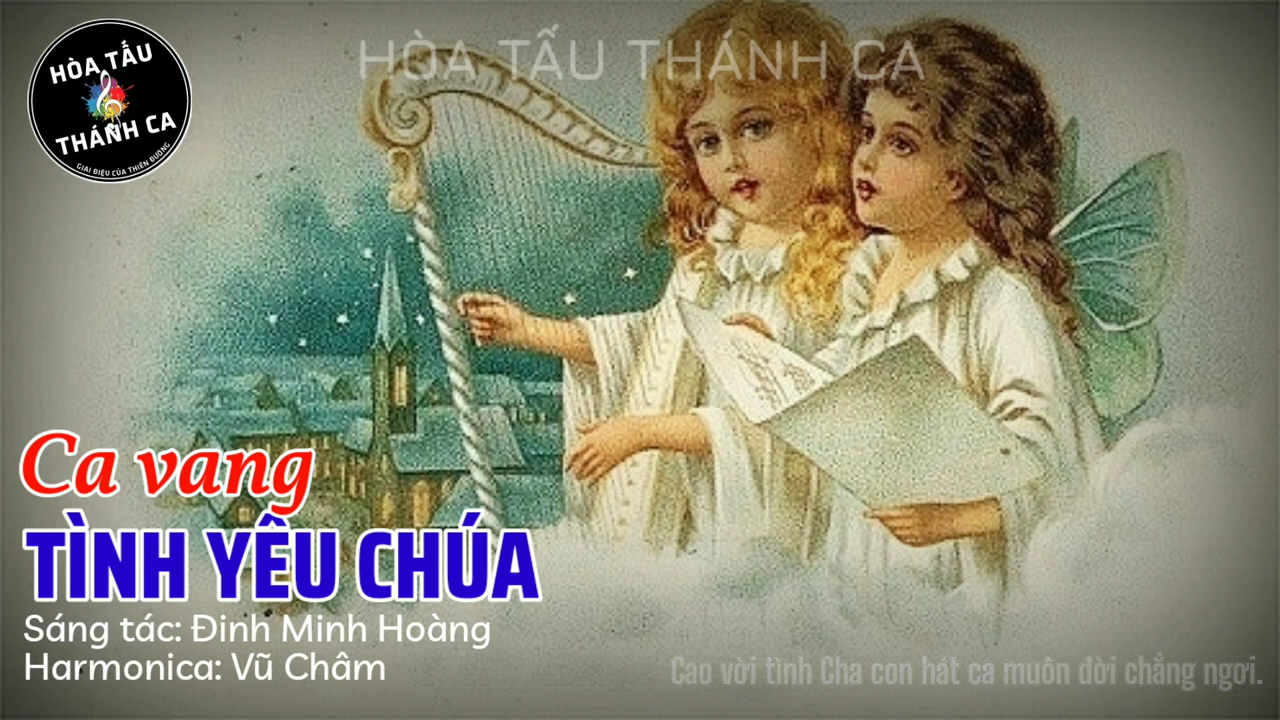 HÒA TẤU
THÁNH CA
GIAI ĐIỆU CỦA THIÊN ĐƯỜNG
HÒA TẤU THÁNH CA
Ca vang
TÌNH YÊU CHÚA
Sáng tác: Đinh Minh Hoàng
Harmonica: Vũ Châm
Cao vời tình Cha con hát ca muôn đời chẳng ngơi.